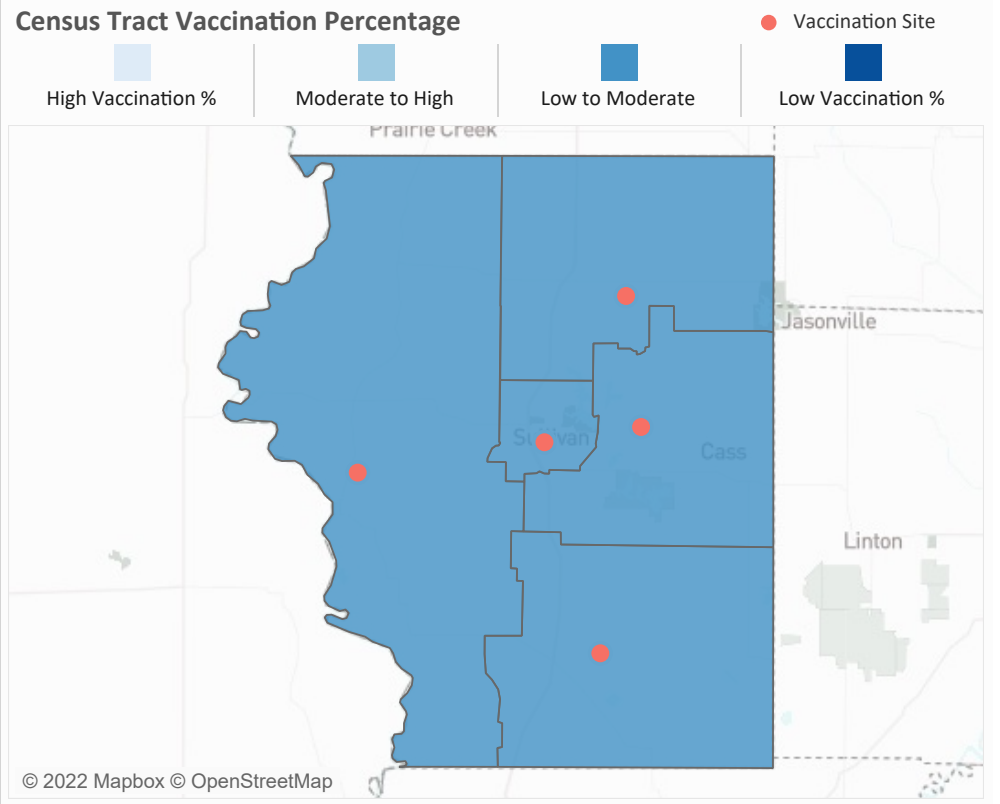 Census Tract Vaccination Percentage
Vaccination Site
High Vaccination %
Moderate to High
Low to Moderate
Low Vaccination %
Prairie Creek
Jasonville
Sullivan
Cass
Linton
© 2022 Mapbox © OpenStreetMap